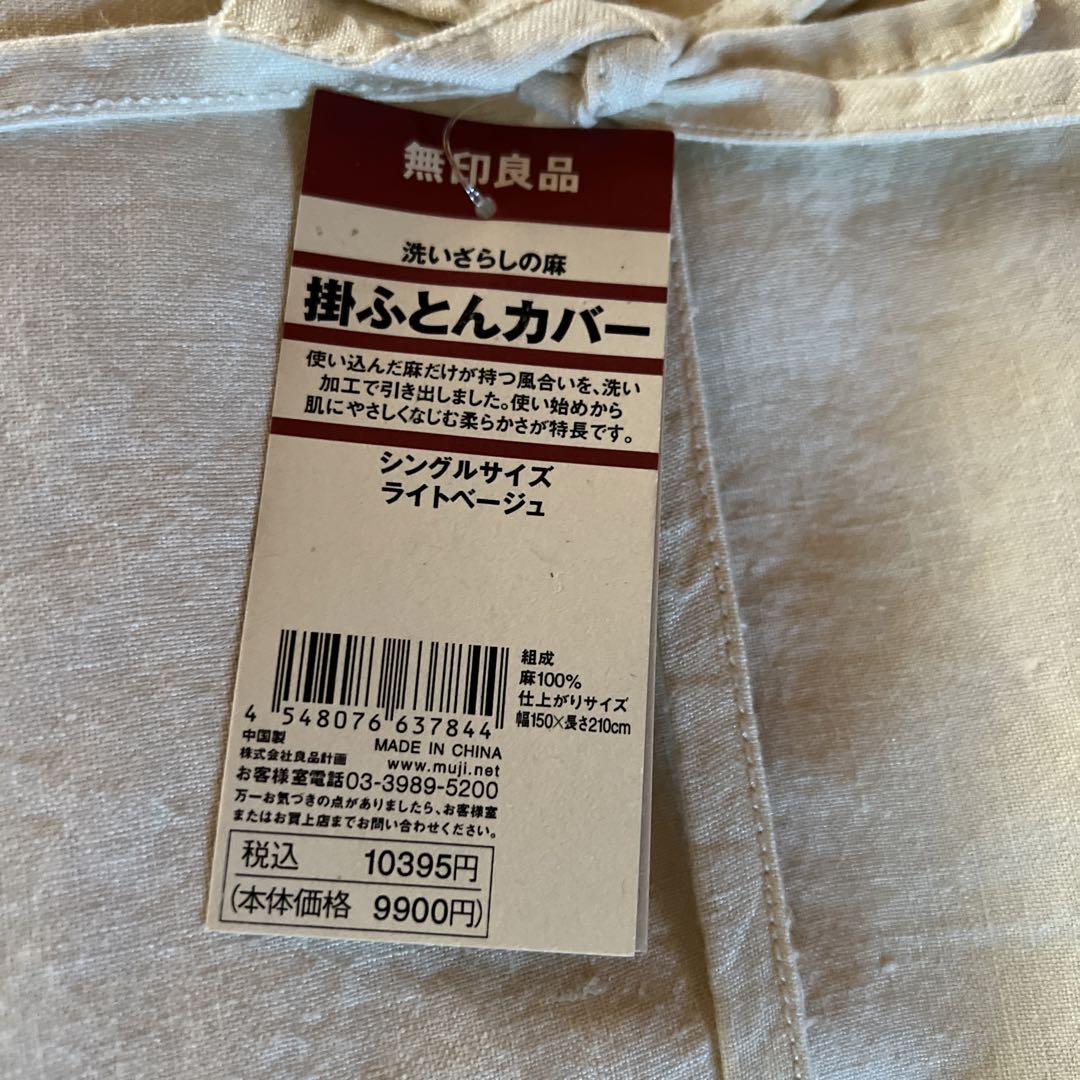 無印良品
洗いざらしの麻
掛ふとんカバー
使い込んだ麻だけが持つ風合いを、洗い
加工で引き出しました。使い始めから
肌にやさしくなじむ柔らかさが特長です。
シングルサイズ
ライトベージュ
組成
麻100%
仕上がりサイズ
幅150×長さ210cm
4 548076 637844
中国製
MADE IN CHINA
株式会社良品計画
www.muji.net
お客様室電話03-3989-5200
万一お気づきの点がありましたら、お客様室
またはお買上店までお問い合わせください。
税込 10395円
(本体価格 9900円)